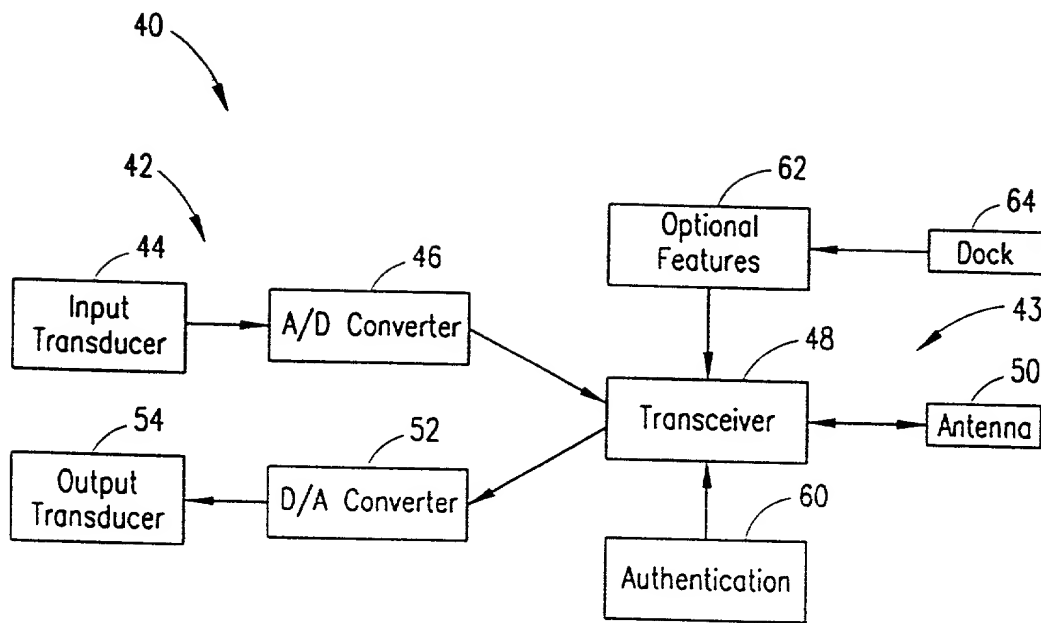 40
42
62
64
44
46
Optional
Features
Dock
Input
Transducer
A/D Converter
43
48
50
54
52
Transceiver
Antenna
Output
Transducer
D/A Converter
60
Authentication